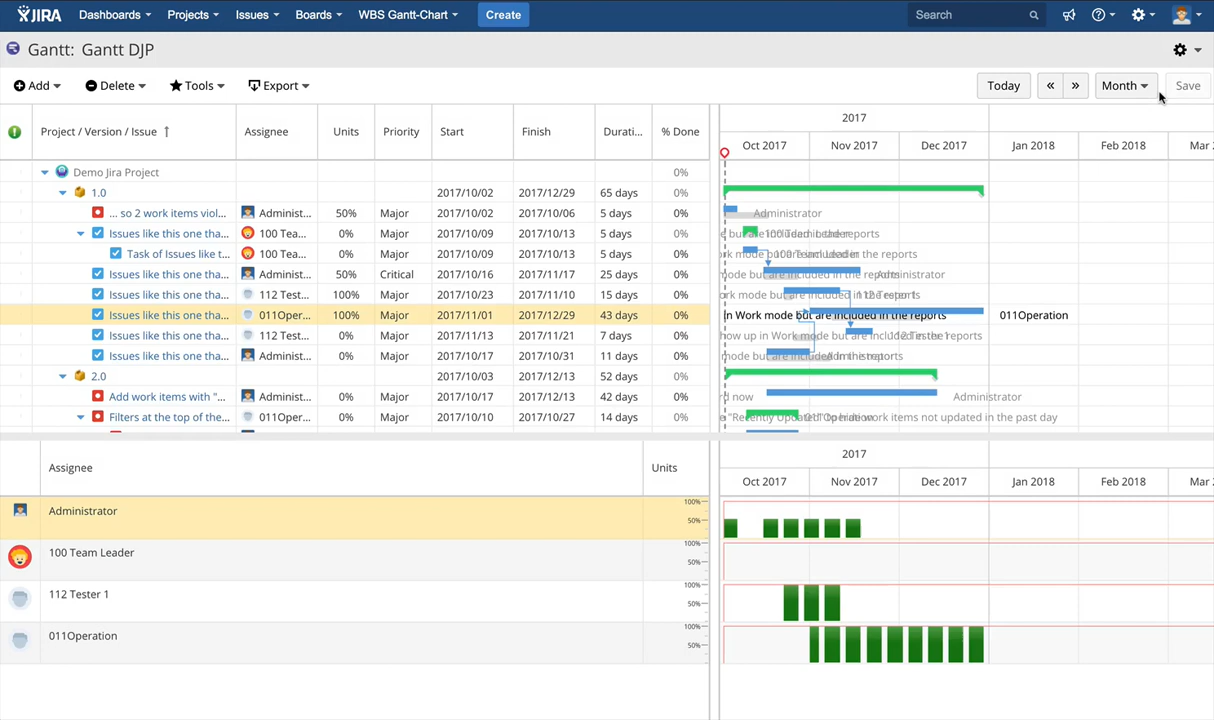 JIRA Dashboards Projects Issues Boards WBS Gantt-Chart Create Search
Gantt: Gantt DJP
Add Delete Tools Export Today « » Month Save
2017
Project / Version / Issue ↑ Assignee Units Priority Start Finish Durati... % Done
Oct 2017 Nov 2017 Dec 2017 Jan 2018 Feb 2018 Mar
Demo Jira Project 0%
1.0 2017/10/02 2017/12/29 65 days 0%
... so 2 work items viol... Administ... 50% Major 2017/10/02 2017/10/06 5 days 0% Administrator
Issues like this one tha... 100 Tea... 0% Major 2017/10/09 2017/10/13 5 days 0%
Task of Issues like t... 100 Tea... 0% Major 2017/10/09 2017/10/13 5 days 0%
Issues like this one tha... Administ... 50% Critical 2017/10/16 2017/11/17 25 days 0%
Issues like this one tha... 112 Test... 100% Major 2017/10/23 2017/11/10 15 days 0%
Issues like this one tha... 011Oper... 100% Major 2017/11/01 2017/12/29 43 days 0% in Work mode but are included in the reports 011Operation
Issues like this one tha... 112 Test... 0% Major 2017/11/13 2017/11/21 7 days 0%
Issues like this one tha... Administ... 0% Major 2017/10/17 2017/10/31 11 days 0%
2.0 2017/10/03 2017/12/13 52 days 0%
Add work items with "... Administ... 0% Major 2017/10/17 2017/12/13 42 days 0% now Administrator
Filters at the top of the... 011Oper... 0% Major 2017/10/10 2017/10/27 14 days 0% work items not updated in the past day
2017
Assignee Units
Oct 2017 Nov 2017 Dec 2017 Jan 2018 Feb 2018 Mar
100%
Administrator
50%
100%
100 Team Leader
50%
100%
112 Tester 1
50%
100%
011Operation
50%